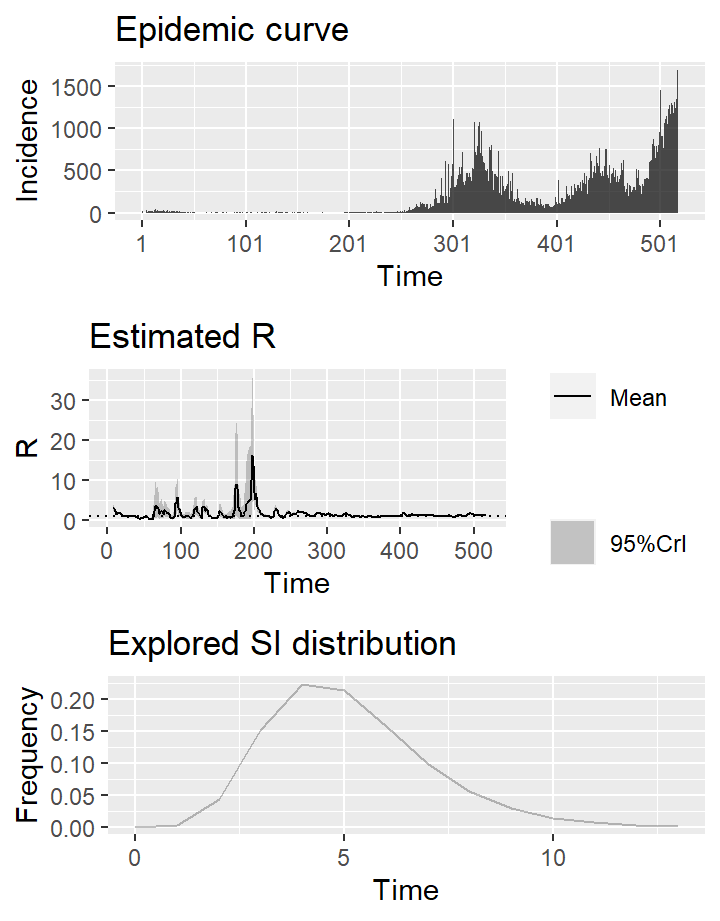 Epidemic curve
Incidence
1500
1000
500
0
1 101 201 301 401 501
Time
Estimated R
R
30
20
10
0
0 100 200 300 400 500
Time
Mean
95%CrI
Explored SI distribution
Frequency
0.20
0.15
0.10
0.05
0.00
0 5 10
Time